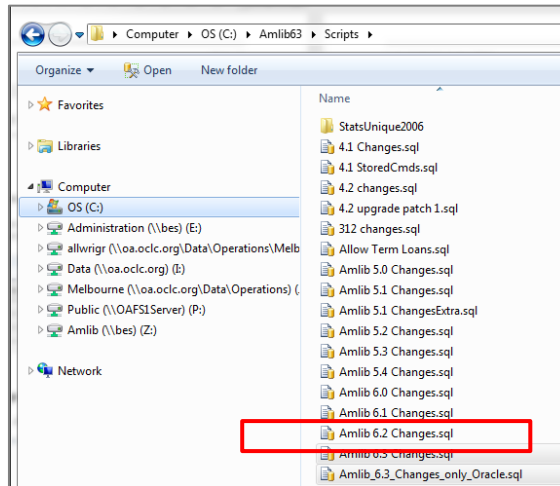 Computer OS (C:) Amlib63 Scripts
Organize Open New folder
Favorites
Libraries
Computer
OS (C:)
Administration (\\bes) (E:)
allwrigr (\\oa.oclc.org\Data\Operations\Melb
Data (\\oa.oclc.org) (I:)
Melbourne (\\oa.oclc.org\Data\Operations) (
Public (\\OAFS1Server) (P:)
Amlib (\\bes) (Z:)
Network
Name
StatsUnique2006
4.1 Changes.sql
4.1 StoredCmds.sql
4.2 changes.sql
4.2 upgrade patch 1.sql
312 changes.sql
Allow Term Loans.sql
Amlib 5.0 Changes.sql
Amlib 5.1 Changes.sql
Amlib 5.1 ChangesExtra.sql
Amlib 5.2 Changes.sql
Amlib 5.3 Changes.sql
Amlib 5.4 Changes.sql
Amlib 6.0 Changes.sql
Amlib 6.1 Changes.sql
Amlib 6.2 Changes.sql
Amlib 6.3 Changes.sql
Amlib_6.3_Changes_only_Oracle.sql